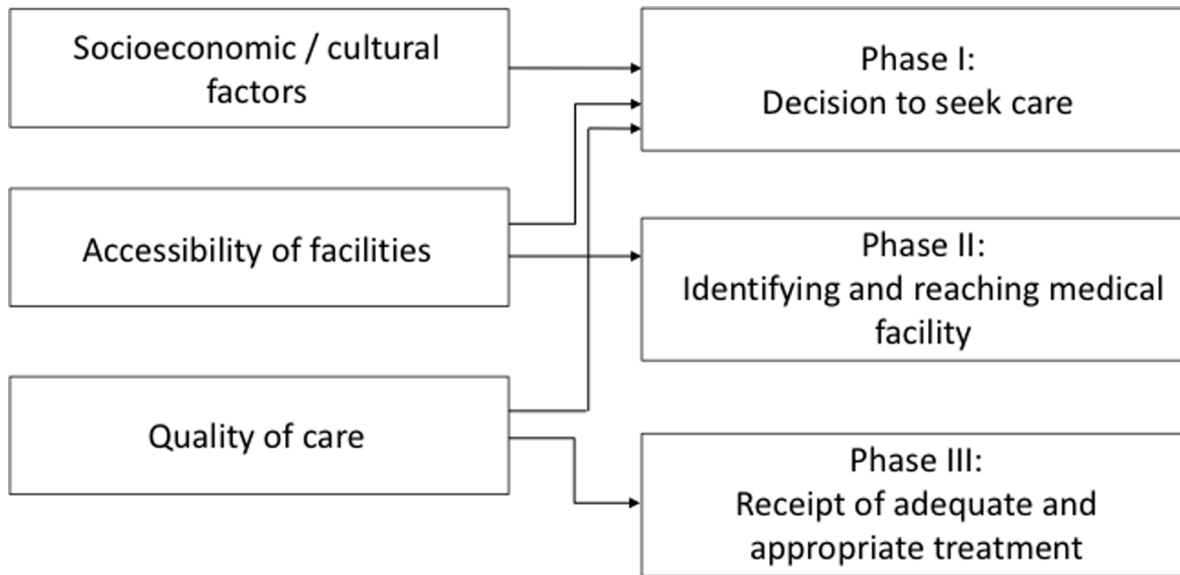 Socioeconomic / cultural
factors
Phase I:
Decision to seek care
Accessibility of facilities
Phase II:
Identifying and reaching medical
facility
Quality of care
Phase III:
Receipt of adequate and
appropriate treatment